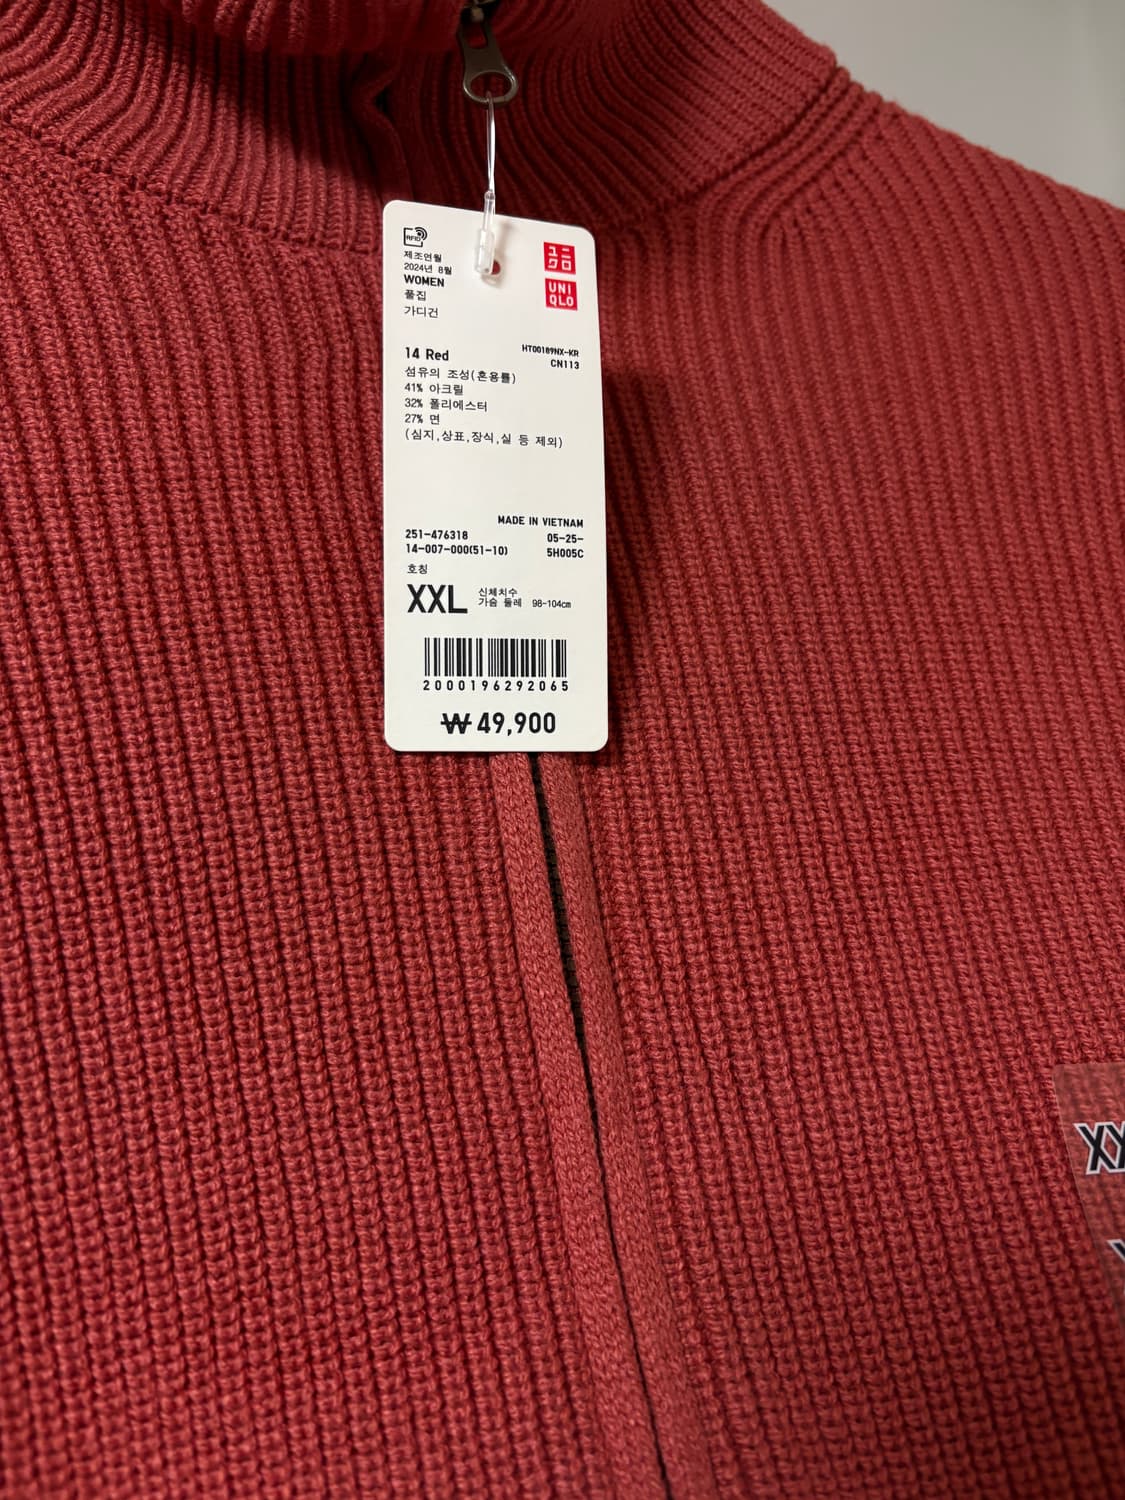 RFID
제조연월
2024년 8월
WOMEN
풀집
가디건
ユニ
クロ
UNI
QLO
14 Red
HT00189NX-KR
CN113
섬유의 조성(혼용률)
41% 아크릴
32% 폴리에스터
27% 면
(심지,상표,장식,실 등 제외)
MADE IN VIETNAM
251-476318
05-25-
14-007-000(51-10)
5H005C
호칭
XXL
신체치수
가슴 둘레 98-104cm
2000196292065
₩ 49,900